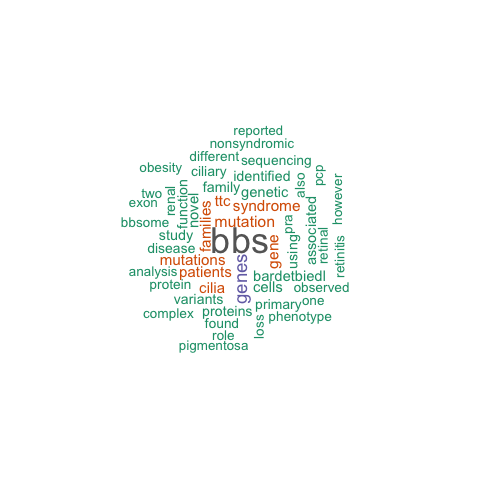 reported
nonsyndromic
different
sequencing
c
obesity
ciliary
identified
pcp
also
however
family
genetic
two
renal
function
novel
ttc
syndrome
exon
bbsome
families
mutation
pra
associated
study
bbs
gene
using
retinal
retinitis
disease
mutations
analysis
patients
genes
bardetbiedl
protein
cilia
cells
observed
variants
primary
one
complex
proteins
phenotype
found
loss
role
pigmentosa